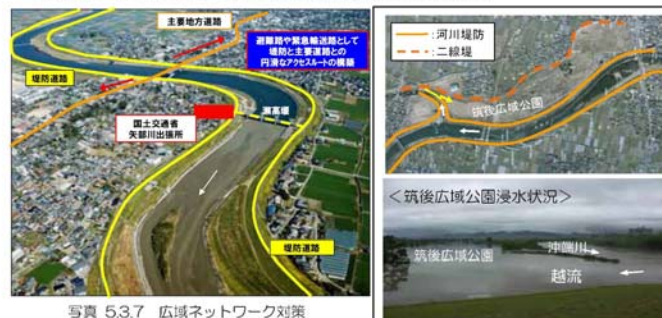 主要地方道路
避難路や緊急輸送路として
堤防と主要道路との
円滑なアクセスルートの構築
堤防道路
瀬高堰
国土交通省
矢部川出張所
堤防道路
写真 5.3.7 広域ネットワーク対策
：河川堤防
：二線堤
筑後広域公園
＜筑後広域公園浸水状況＞
筑後広域公園
沖端川
越流